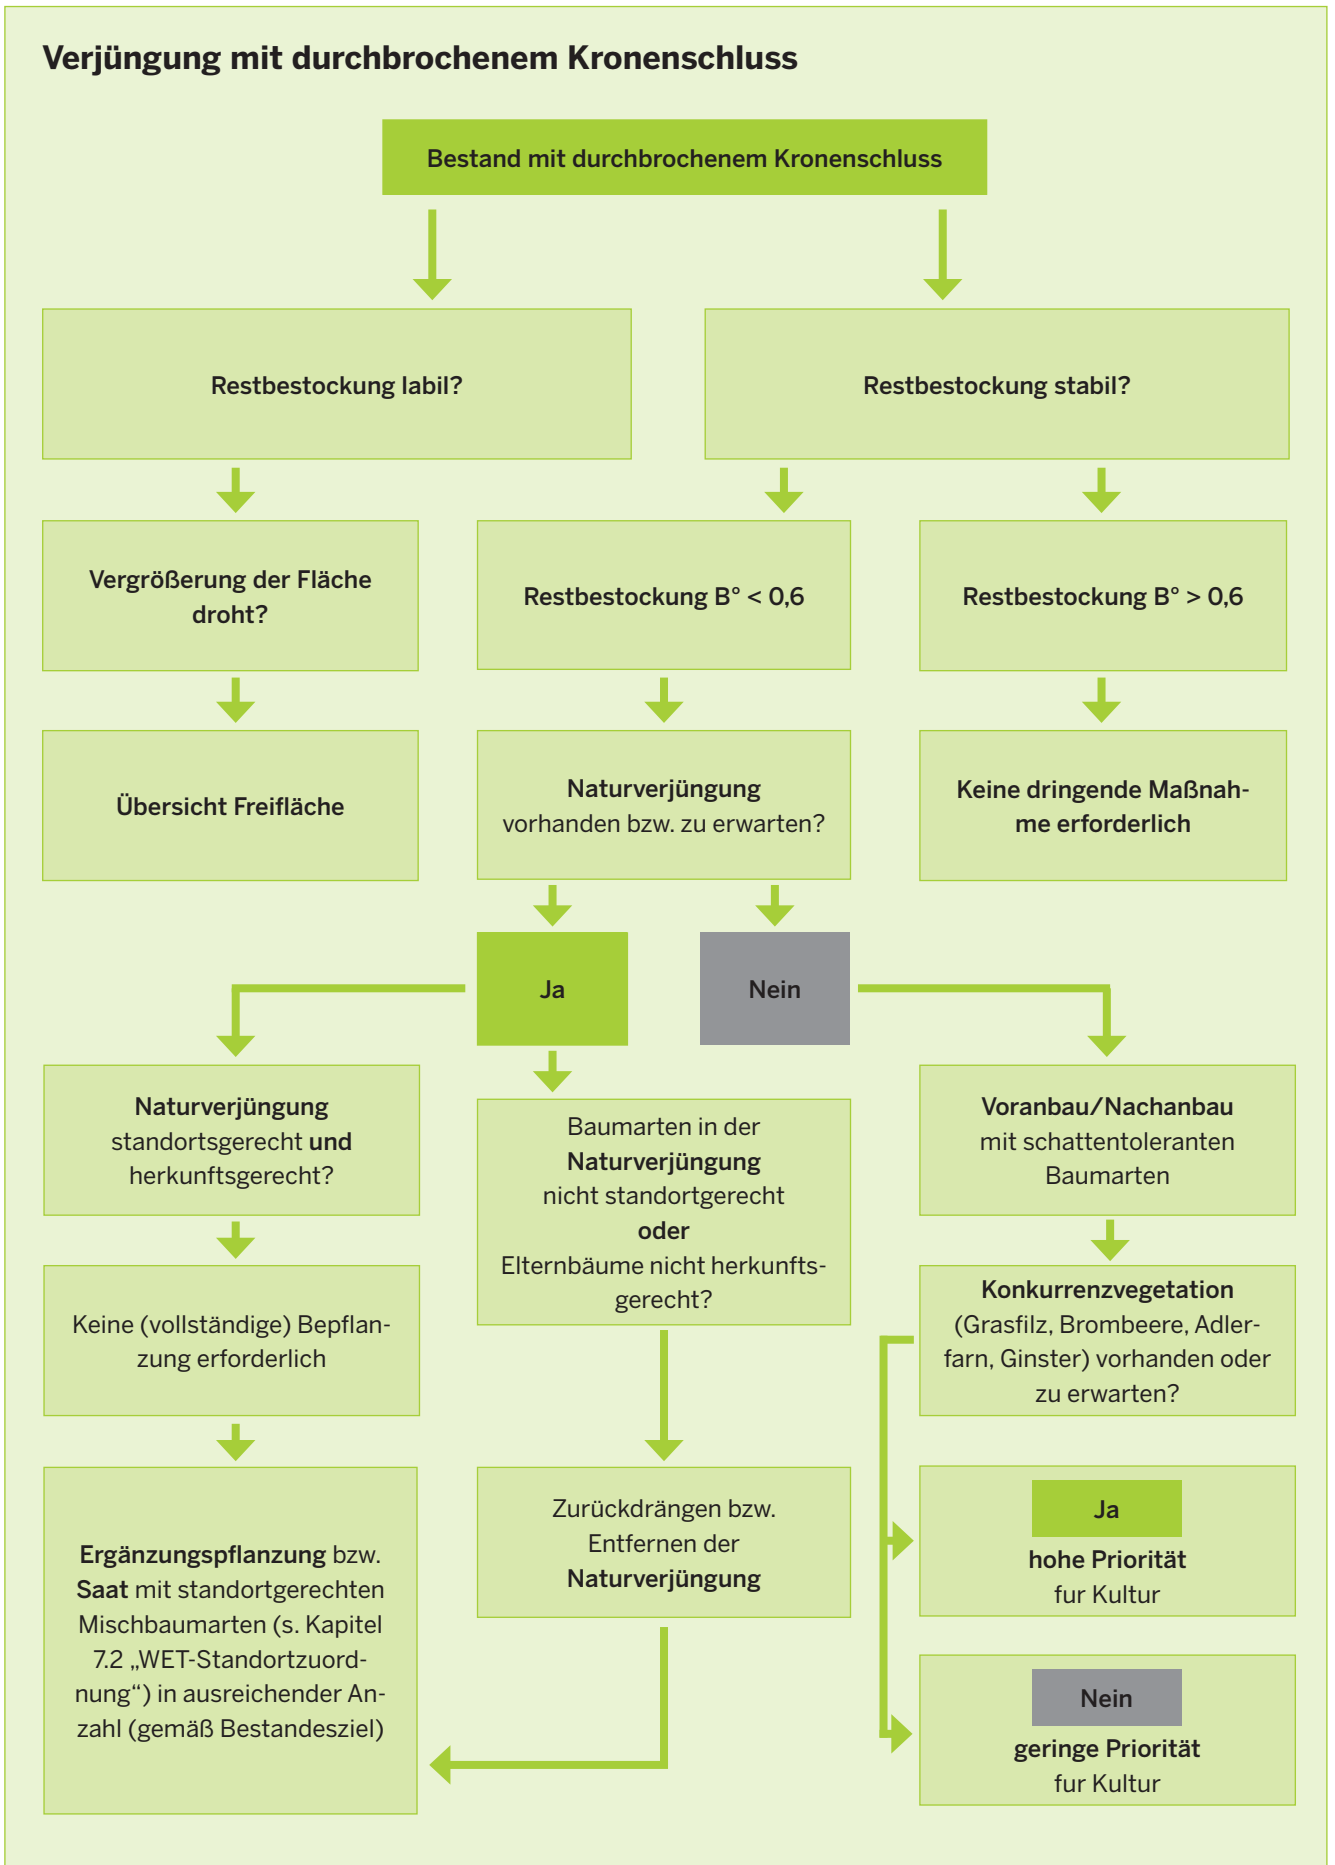 Verjüngung mit durchbrochenem Kronenschluss
Bestand mit durchbrochenem Kronenschluss
Restbestockung labil?
Restbestockung stabil?
Vergrößerung der Fläche
droht?
Restbestockung B° < 0,6
Restbestockung B° > 0,6
Übersicht Freifläche
Naturverjüngung
vorhanden bzw. zu erwarten?
Keine dringende Maßnah-
me erforderlich
Ja
Nein
Naturverjüngung
standortsgerecht und
herkunftsgerecht?
Baumarten in der
Naturverjüngung
nicht standortgerecht
oder
Elternbäume nicht herkunfts-
gerecht?
Voranbau/Nachanbau
mit schattentoleranten
Baumarten
Keine (vollständige) Bepflan-
zung erforderlich
Konkurrenzvegetation
(Grasfilz, Brombeere, Adler-
farn, Ginster) vorhanden oder
zu erwarten?
Ergänzungspflanzung bzw.
Saat mit standortgerechten
Mischbaumarten (s. Kapitel
7.2 „WET-Standortzuord-
nung“) in ausreichender An-
zahl (gemäß Bestandesziel)
Zurückdrängen bzw.
Entfernen der
Naturverjüngung
Ja
hohe Priorität
fur Kultur
Nein
geringe Priorität
fur Kultur